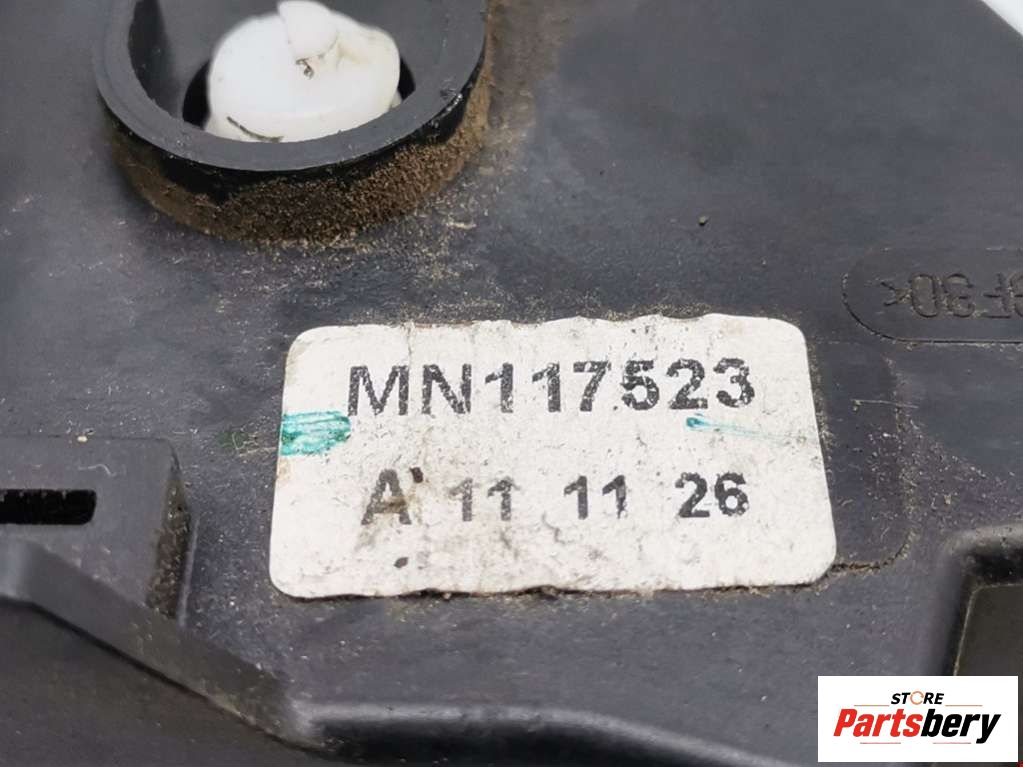 MN117523
A' 11 11 26
STORE
Partsbery